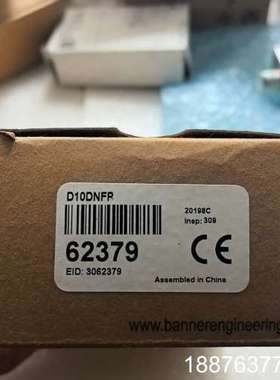 D10DNFP
20198C
Insp: 309
62379
CE
EID: 3062379
Assembled in China
www.bannerengineering
18876377